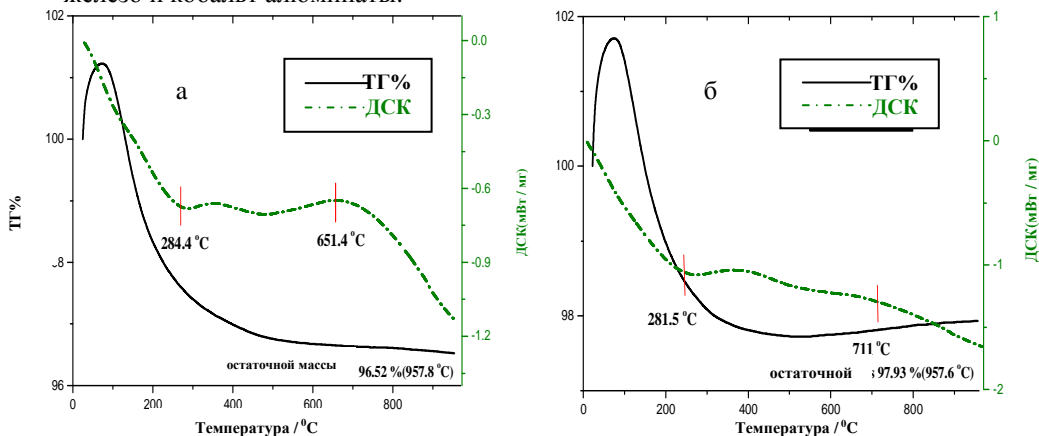 железо и кобальт алюминаты.
102
100
.8
96
ТГ%
а
ТГ%
ДСК
284.4 °C
651.4 °C
остаточной массы
96.52 %(957.8 °C)
0 200 400 600 800
Температура / ⁰C
0.0
-0.3
-0.6
-0.9
-1.2
ДСК(мВт / мг)
102
100
98
б
ТГ%
ДСК
281.5 °C
711 °C
остаточной
s 97.93 %(957.6 °C)
0 200 400 600 800
Температура / ⁰C
1
0
-1
-2
ДСК(мВт / мг)